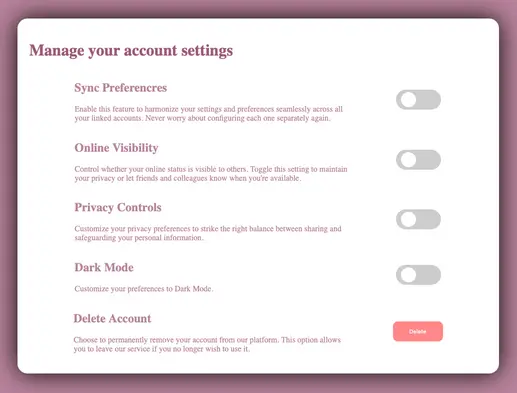 Manage your account settings
Sync Preferencres
Enable this feature to harmonize your settings and preferences seamlessly across all
your linked accounts. Never worry about configuring each one separately again.
Online Visibility
Control whether your online status is visible to others. Toggle this setting to maintain
your privacy or let friends and colleagues know when you're available.
Privacy Controls
Customize your privacy preferences to strike the right balance between sharing and
safeguarding your personal information.
Dark Mode
Customize your preferences to Dark Mode.
Delete Account
Choose to permanently remove your account from our platform. This option allows
you to leave our service if you no longer wish to use it.
Delete